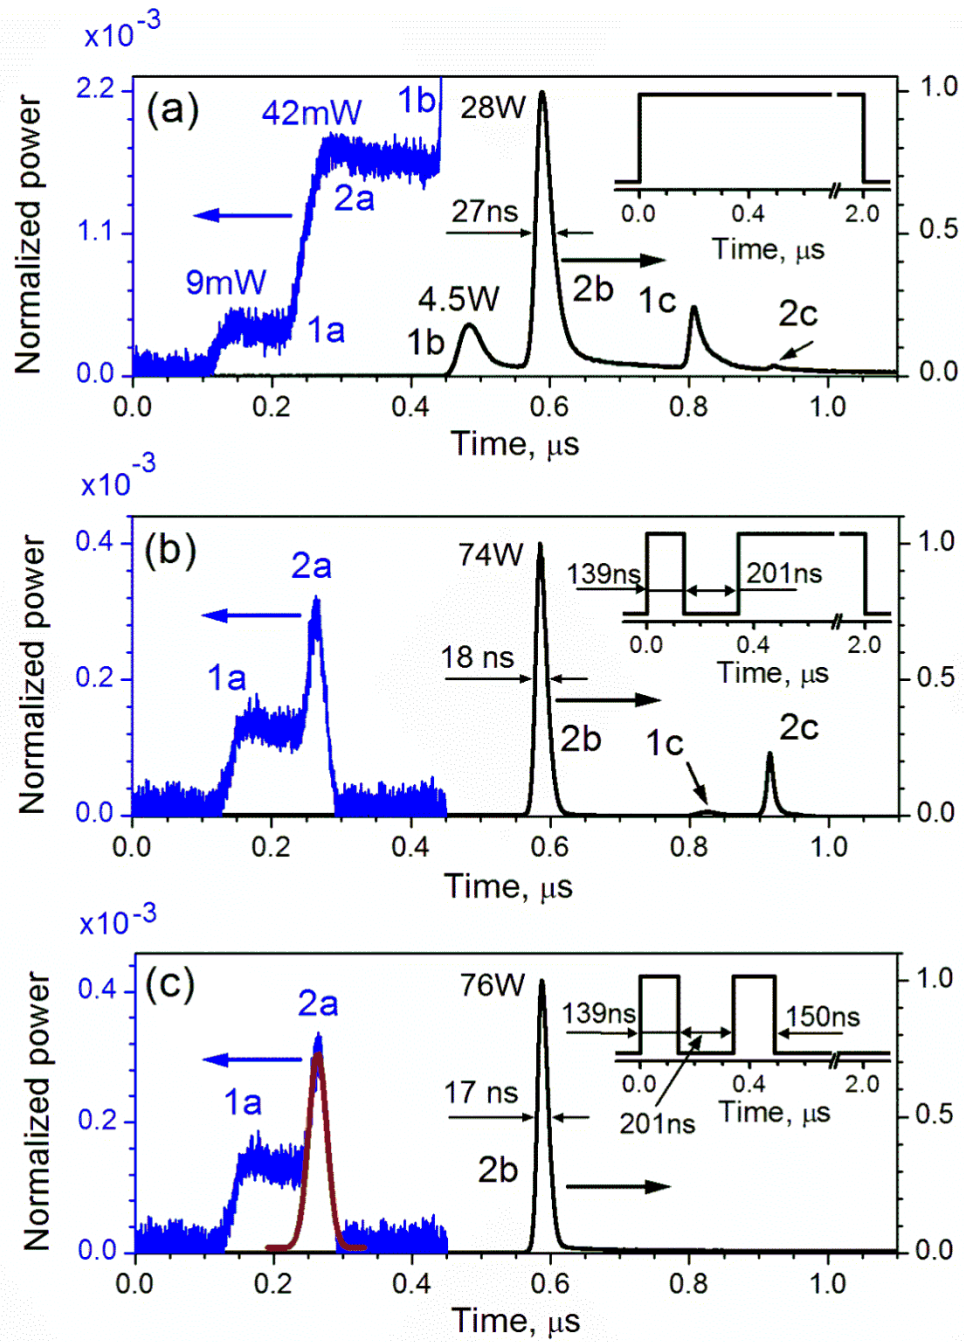 x10-3
(a)
42mW
1b
28W
2.2
1.1
0.0
Normalized power
2a
9mW
1a
27ns
4.5W
1b
2b
1c
2c
1.0
0.5
0.0
0.0 0.4 2.0
Time, μs
0.0 0.2 0.4 0.6 0.8 1.0
Time, μs
x10-3
(b)
2a
74W
0.4
0.2
0.0
Normalized power
1a
18 ns
2b
1c
2c
139ns
201ns
0.0 0.4 2.0
Time, μs
1.0
0.5
0.0
0.0 0.2 0.4 0.6 0.8 1.0
Time, μs
x10-3
(c)
2a
76W
0.4
0.2
0.0
Normalized power
1a
17 ns
2b
139ns
150ns
0.0 0.4 2.0
201ns
Time, μs
1.0
0.5
0.0
0.0 0.2 0.4 0.6 0.8 1.0
Time, μs